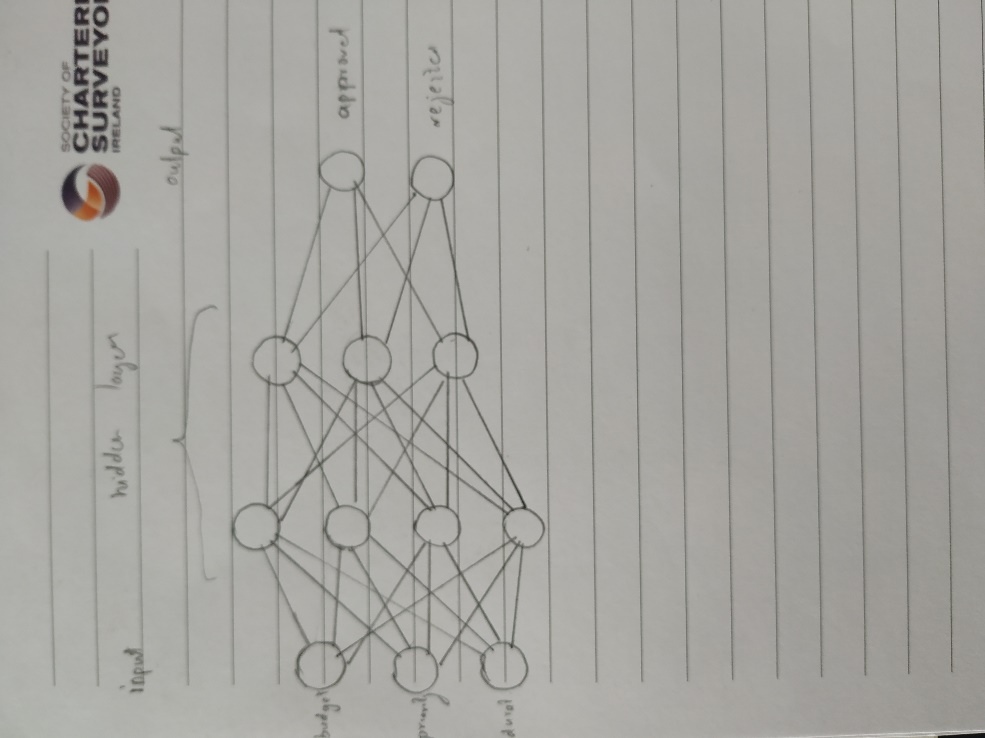 SOCIETY OF
CHARTERE
SURVEYO
IRELAND
input
hidden layer
output
budget
approved
rejected